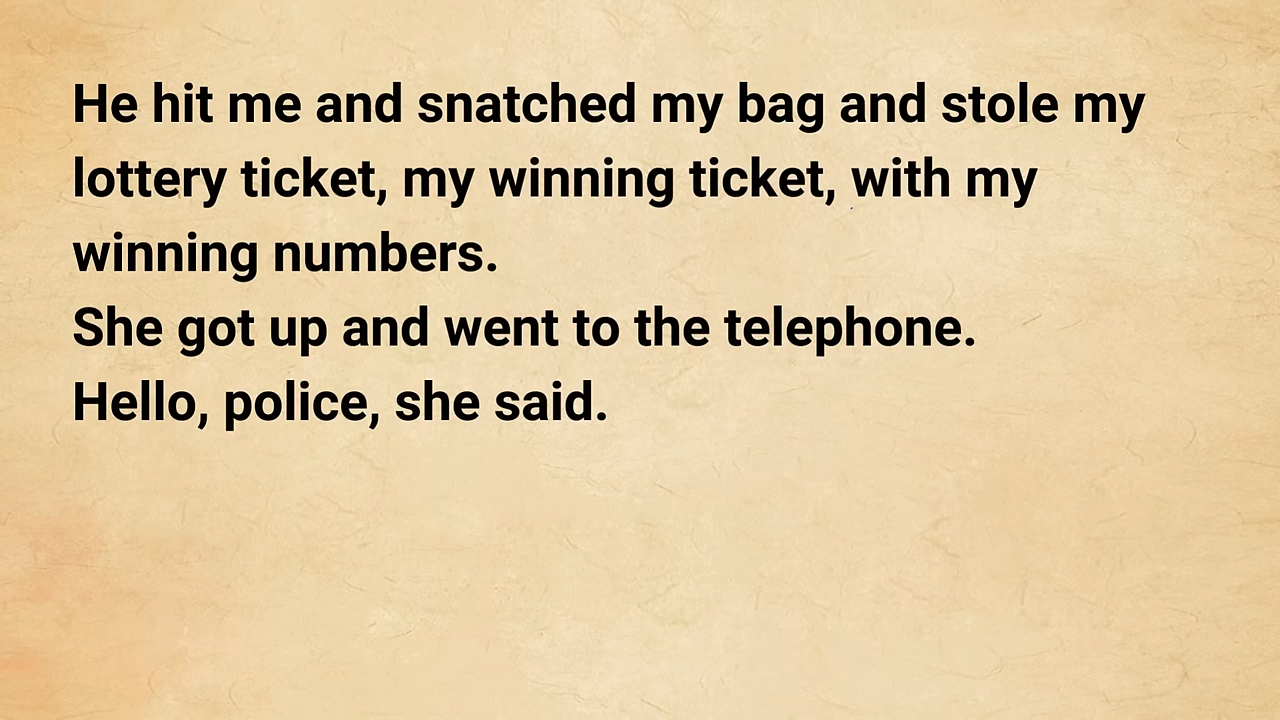 He hit me and snatched my bag and stole my
lottery ticket, my winning ticket, with my
winning numbers.
She got up and went to the telephone.
Hello, police, she said.